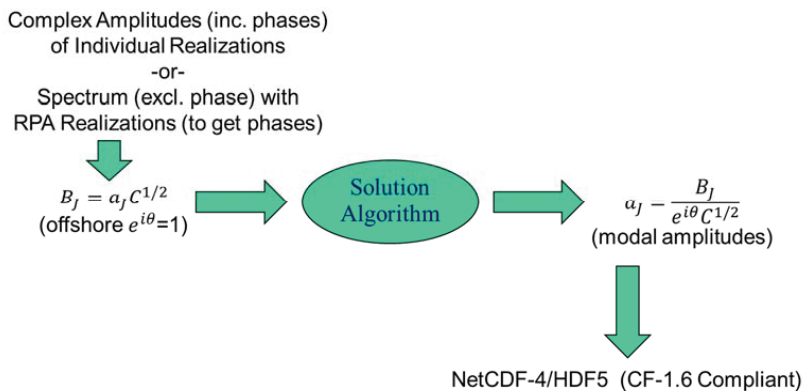 Complex Amplitudes (inc. phases)
of Individual Realizations
-or-
Spectrum (excl. phase) with
RPA Realizations (to get phases)
B_J = a_J C^{1/2}
(offshore e^{iθ}=1)
Solution
Algorithm
a_J - \frac{B_J}{e^{iθ} C^{1/2}}
(modal amplitudes)
NetCDF-4/HDF5 (CF-1.6 Compliant)